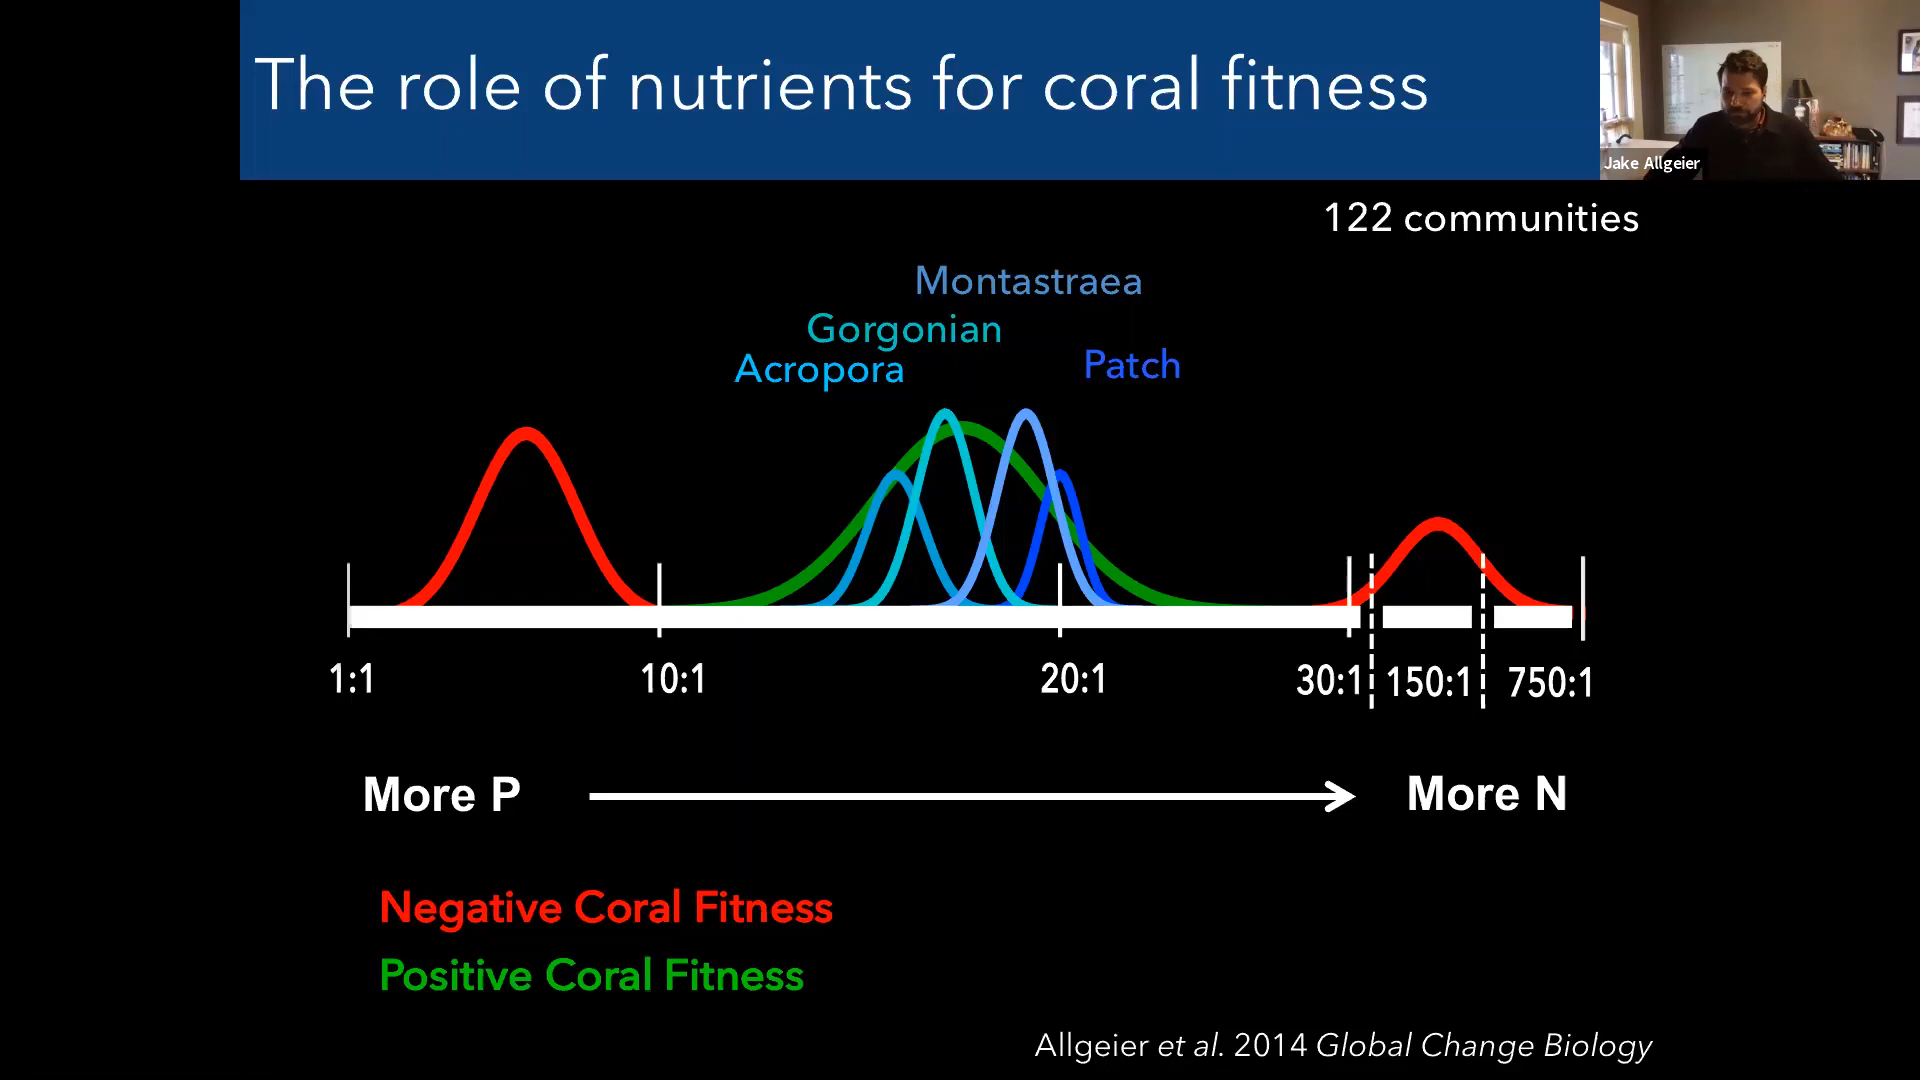 The role of nutrients for coral fitness
Jake Allgeier
122 communities
Montastraea
Gorgonian
Acropora
Patch
1:1 10:1 20:1 30:1 150:1 750:1
More P More N
Negative Coral Fitness
Positive Coral Fitness
Allgeier et al. 2014 Global Change Biology